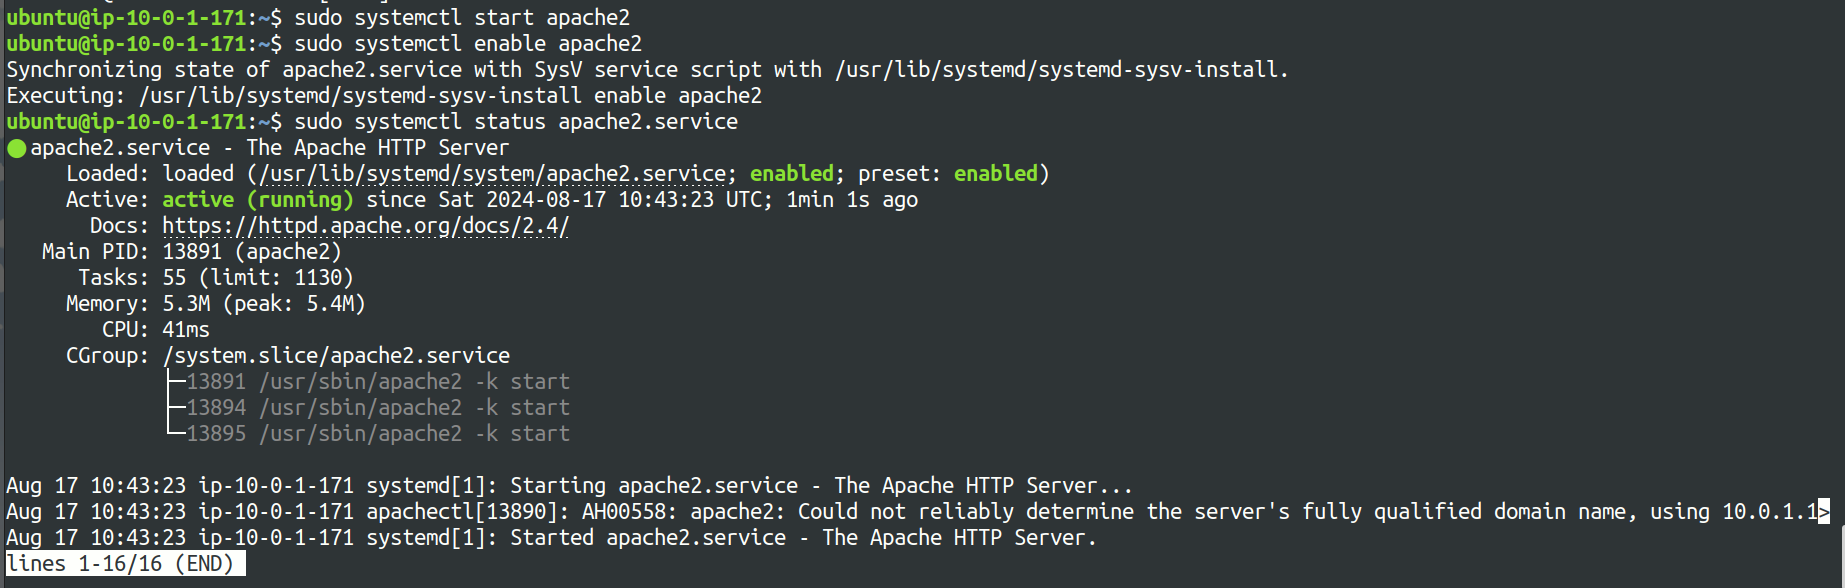 ubuntu@ip-10-0-1-171:~$ sudo systemctl start apache2
ubuntu@ip-10-0-1-171:~$ sudo systemctl enable apache2
Synchronizing state of apache2.service with SysV service script with /usr/lib/systemd/systemd-sysv-install.
Executing: /usr/lib/systemd/systemd-sysv-install enable apache2
ubuntu@ip-10-0-1-171:~$ sudo systemctl status apache2.service
● apache2.service - The Apache HTTP Server
     Loaded: loaded (/usr/lib/systemd/system/apache2.service; enabled; preset: enabled)
     Active: active (running) since Sat 2024-08-17 10:43:23 UTC; 1min 1s ago
       Docs: https://httpd.apache.org/docs/2.4/
   Main PID: 13891 (apache2)
      Tasks: 55 (limit: 1130)
     Memory: 5.3M (peak: 5.4M)
        CPU: 41ms
     CGroup: /system.slice/apache2.service
             ├─13891 /usr/sbin/apache2 -k start
             ├─13894 /usr/sbin/apache2 -k start
             └─13895 /usr/sbin/apache2 -k start
Aug 17 10:43:23 ip-10-0-1-171 systemd[1]: Starting apache2.service - The Apache HTTP Server...
Aug 17 10:43:23 ip-10-0-1-171 apachectl[13890]: AH00558: apache2: Could not reliably determine the server's fully qualified domain name, using 10.0.1.1>
Aug 17 10:43:23 ip-10-0-1-171 systemd[1]: Started apache2.service - The Apache HTTP Server.
lines 1-16/16 (END)